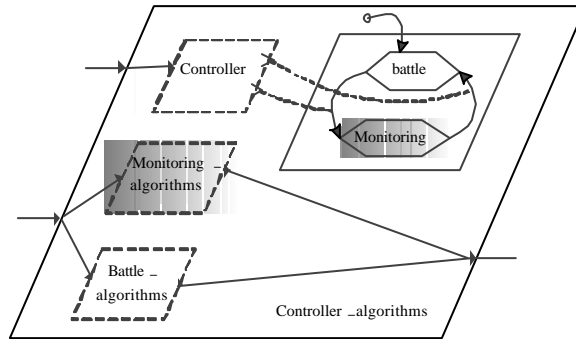 battle
Controller
Monitoring
Monitoring _
algorithms
Battle _
algorithms
Controller _algorithms